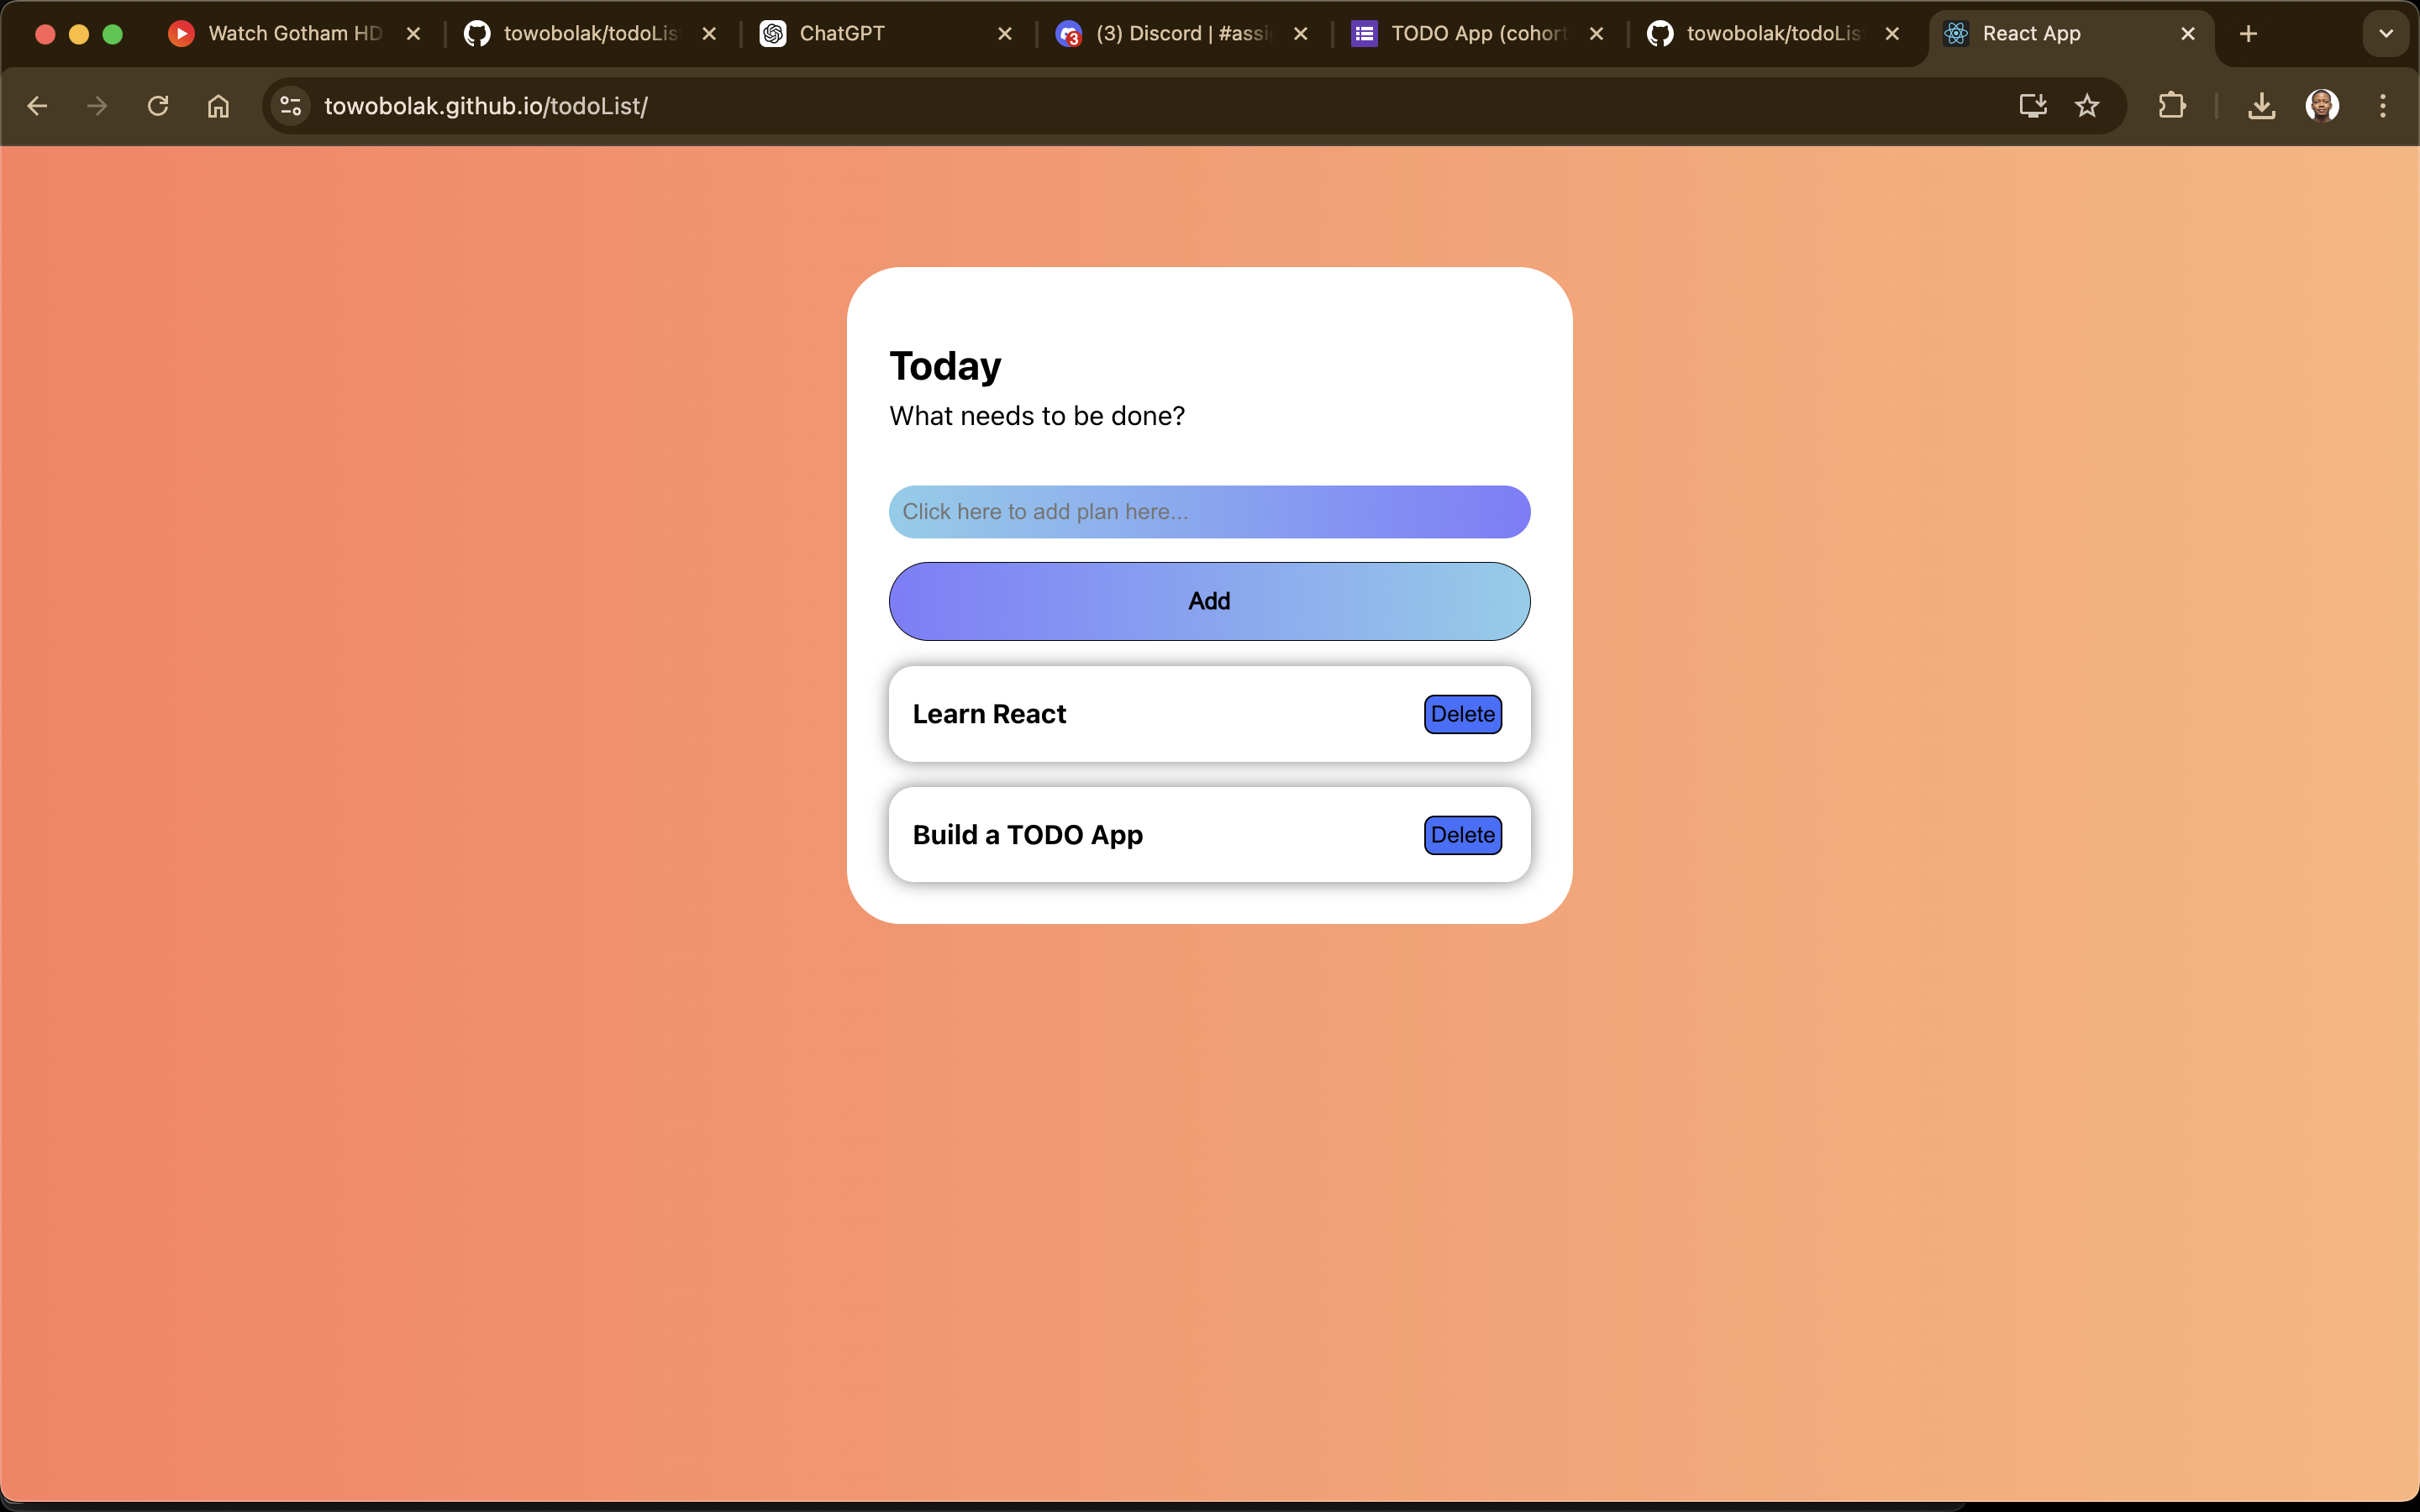 Watch Gotham HD
towobolak/todoLis
ChatGPT
3
(3) Discord | #assi
TODO App (cohort
towobolak/todoLis
React App
towobolak.github.io/todoList/
Today
What needs to be done?
Click here to add plan here...
Add
Learn React
Delete
Build a TODO App
Delete